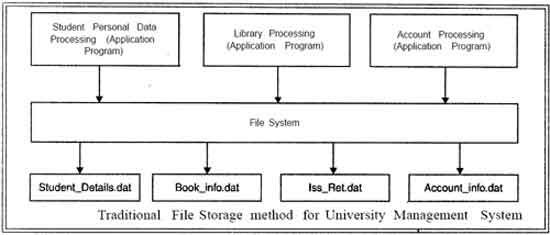 Student Personal Data
Processing (Application
Program)
Library Processing
(Application Program)
Account Processing
(Application Program)
File System
Student_Details.dat
Book_info.dat
Iss_Ret.dat
Account_info.dat
Traditional File Storage method for University Management System